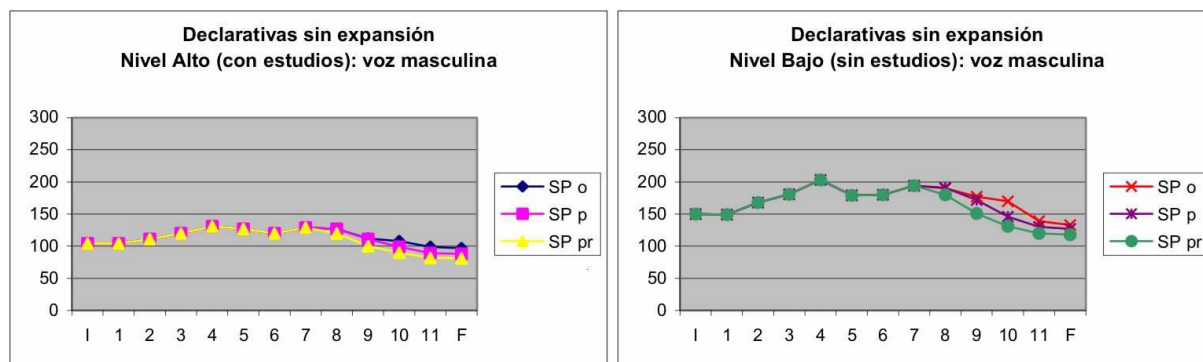 Declarativas sin expansión
Nivel Alto (con estudios): voz masculina
300
250
200
150
100
50
0
I 1 2 3 4 5 6 7 8 9 10 11 F
SP o
SP p
SP pr
Declarativas sin expansión
Nivel Bajo (sin estudios): voz masculina
300
250
200
150
100
50
0
I 1 2 3 4 5 6 7 8 9 10 11 F
SP o
SP p
SP pr